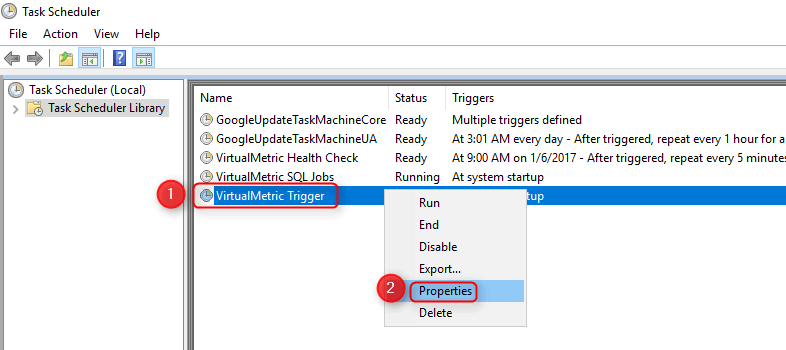 Task Scheduler
File Action View Help
Task Scheduler (Local)
Task Scheduler Library
Name Status Triggers
GoogleUpdateTaskMachineCore Ready Multiple triggers defined
GoogleUpdateTaskMachineUA Ready At 3:01 AM every day - After triggered, repeat every 1 hour for a
VirtualMetric Health Check Ready At 9:00 AM on 1/6/2017 - After triggered, repeat every 5 minutes
VirtualMetric SQL Jobs Running At system startup
1 VirtualMetric Trigger tup
Run
End
Disable
Export...
2 Properties
Delete